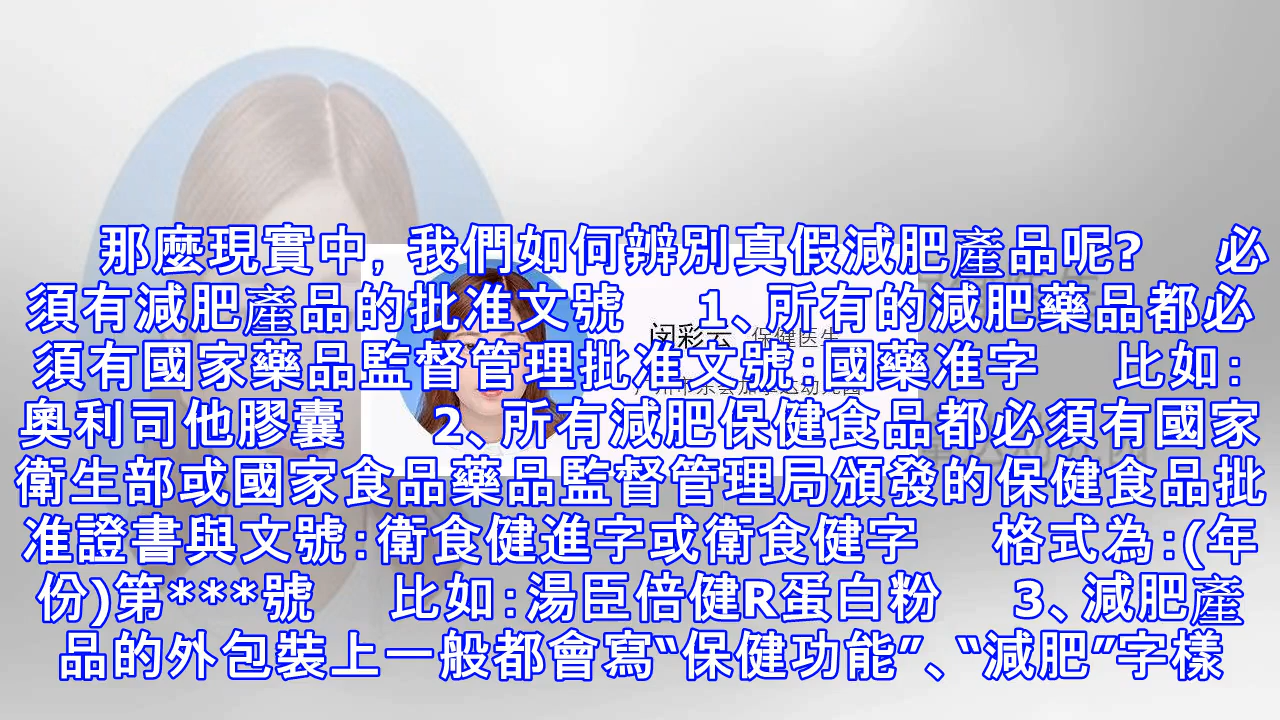 那麼現實中, 我們如何辨別真假減肥產品呢? 必
須有減肥產品的批准文號 1、所有的減肥藥品都必
須有國家藥品監督管理批准文號:國藥准字 比如:
奧利司他膠囊 2、所有減肥保健食品都必須有國家
衛生部或國家食品藥品監督管理局頒發的保健食品批
准證書與文號:衛食健進字或衛食健字 格式為:(年
份)第***號 比如:湯臣倍健R蛋白粉 3、減肥產
品的外包裝上一般都會寫“保健功能”、“減肥”字樣
闵彩云 保健医生